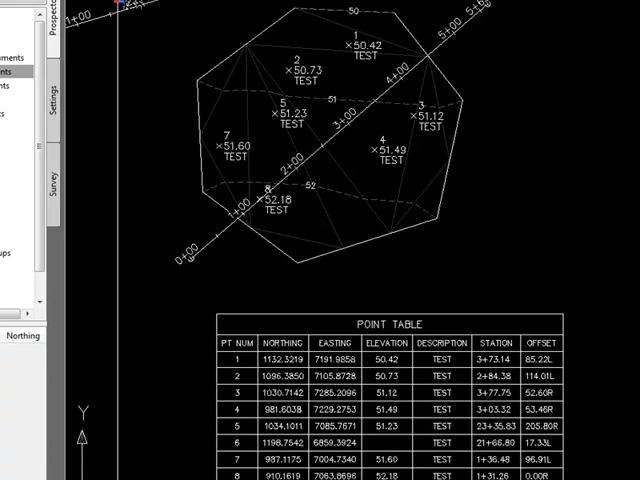 1+00
50
5+00
5+
1
50.42
TEST
2
50.73
TEST
4+00
51
5
51.23
TEST
3
51.12
TEST
3+00
7
51.60
TEST
4
51.49
TEST
2+00
52
8
52.18
TEST
1+00
0+00
Prospector
uments
ents
nts
s.
Settings
Survey
ups
Northing
Y
POINT TABLE
PT NUM NORTHING EASTING ELEVATION DESCRIPTION STATION OFFSET
1 1132.3219 7191.9858 50.42 TEST 3+73.14 85.22L
2 1096.3850 7105.8728 50.73 TEST 2+84.38 114.01L
3 1030.7142 7285.2096 51.12 TEST 3+77.75 52.60R
4 981.6038 7229.2753 51.49 TEST 3+03.32 53.46R
5 1034.1011 7085.7671 51.23 TEST 23+35.83 205.80R
6 1198.7542 6859.3924 TEST 21+66.80 17.33L
7 987.1175 7004.7340 51.60 TEST 1+36.48 96.91L
8 910.1619 7063.8696 52.18 TEST 1+31.26 0.00R